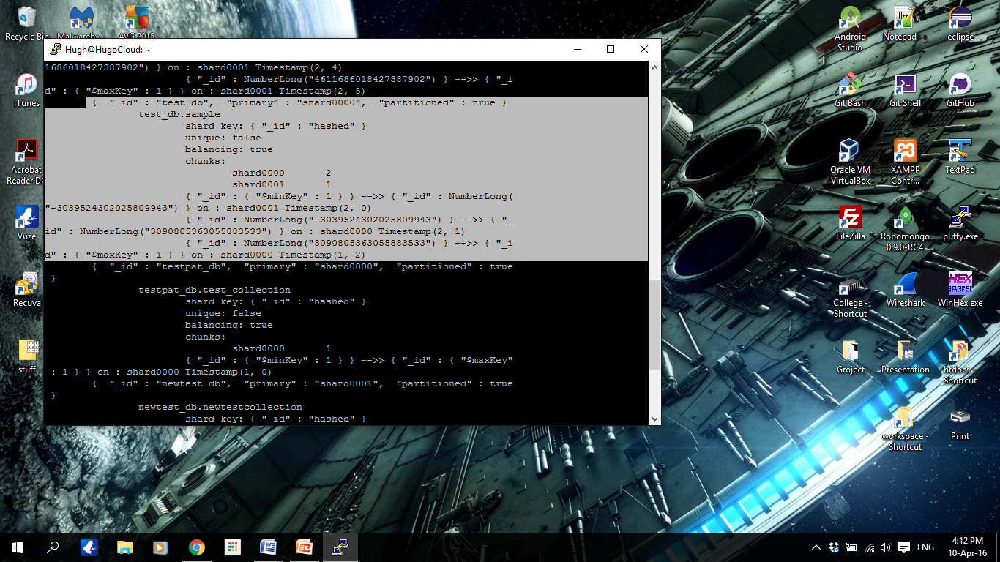 Recycle Bin
Malwareby
AVG 2015
iTunes
Acrobat
Reader DC
Vuze
Recuva
stuff
Hugh@HugoCloud: ~
1686018427387902") } on : shard0001 Timestamp(2, 4)
{ "_id" : NumberLong("4611686018427387902") } -->> { "_i
d" : { "$maxKey" : 1 } } on : shard0001 Timestamp(2, 5)
{ "_id" : "test_db", "primary" : "shard0000", "partitioned" : true }
test_db.sample
shard key: { "_id" : "hashed" }
unique: false
balancing: true
chunks:
shard0000 2
shard0001 1
{ "_id" : { "$minKey" : 1 } } -->> { "_id" : NumberLong(
"-3039524302025809943") } on : shard0001 Timestamp(2, 0)
{ "_id" : NumberLong("-3039524302025809943") } -->> { "_
id" : NumberLong("3090805363055883533") } on : shard0000 Timestamp(2, 1)
{ "_id" : NumberLong("3090805363055883533") } -->> { "_i
d" : { "$maxKey" : 1 } } on : shard0000 Timestamp(1, 2)
{ "_id" : "testpat_db", "primary" : "shard0000", "partitioned" : true
}
testpat_db.test_collection
shard key: { "_id" : "hashed" }
unique: false
balancing: true
chunks:
shard0000 1
{ "_id" : { "$minKey" : 1 } } -->> { "_id" : { "$maxKey"
: 1 } } on : shard0000 Timestamp(1, 0)
{ "_id" : "newtest_db", "primary" : "shard0001", "partitioned" : true
}
newtest_db.newtestcollection
shard key: { "_id" : "hashed" }
Android
Studio
Notepad++
eclipse
Git Bash
Git Shell
GitHub
Oracle VM
VirtualBox
XAMPP
Contr...
TextPad
FileZilla
Robomongo
0.9.0-RC4
putty.exe
College -
Shortcut
Wireshark
HEX
WinHex.exe
Groject
Presentation
htdocs -
Shortcut
workspace -
Shortcut
Print
ENG
4:12 PM
10-Apr-16